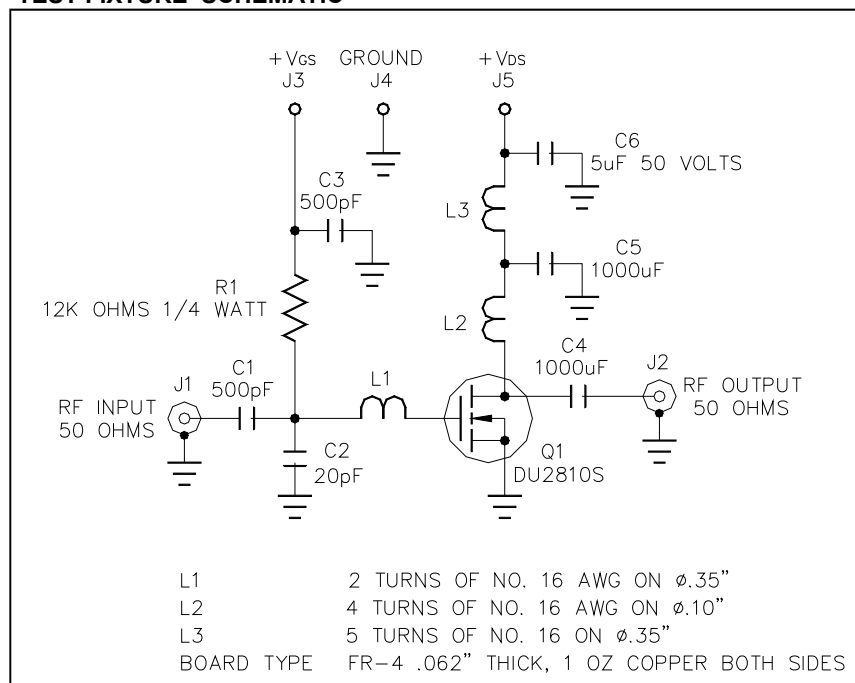 TEST FIXTURE SCHEMATIC
+VGS
J3
GROUND
J4
+VDS
J5
C6
5uF 50 VOLTS
C3
500pF
L3
C5
1000uF
R1
12K OHMS 1/4 WATT
L2
C4
1000uF
J2
RF OUTPUT
50 OHMS
J1
RF INPUT
50 OHMS
C1
500pF
L1
C2
20pF
Q1
DU2810S
L1 2 TURNS OF NO. 16 AWG ON ø.35”
L2 4 TURNS OF NO. 16 AWG ON ø.10”
L3 5 TURNS OF NO. 16 ON ø.35”
BOARD TYPE FR-4 .062” THICK, 1 OZ COPPER BOTH SIDES